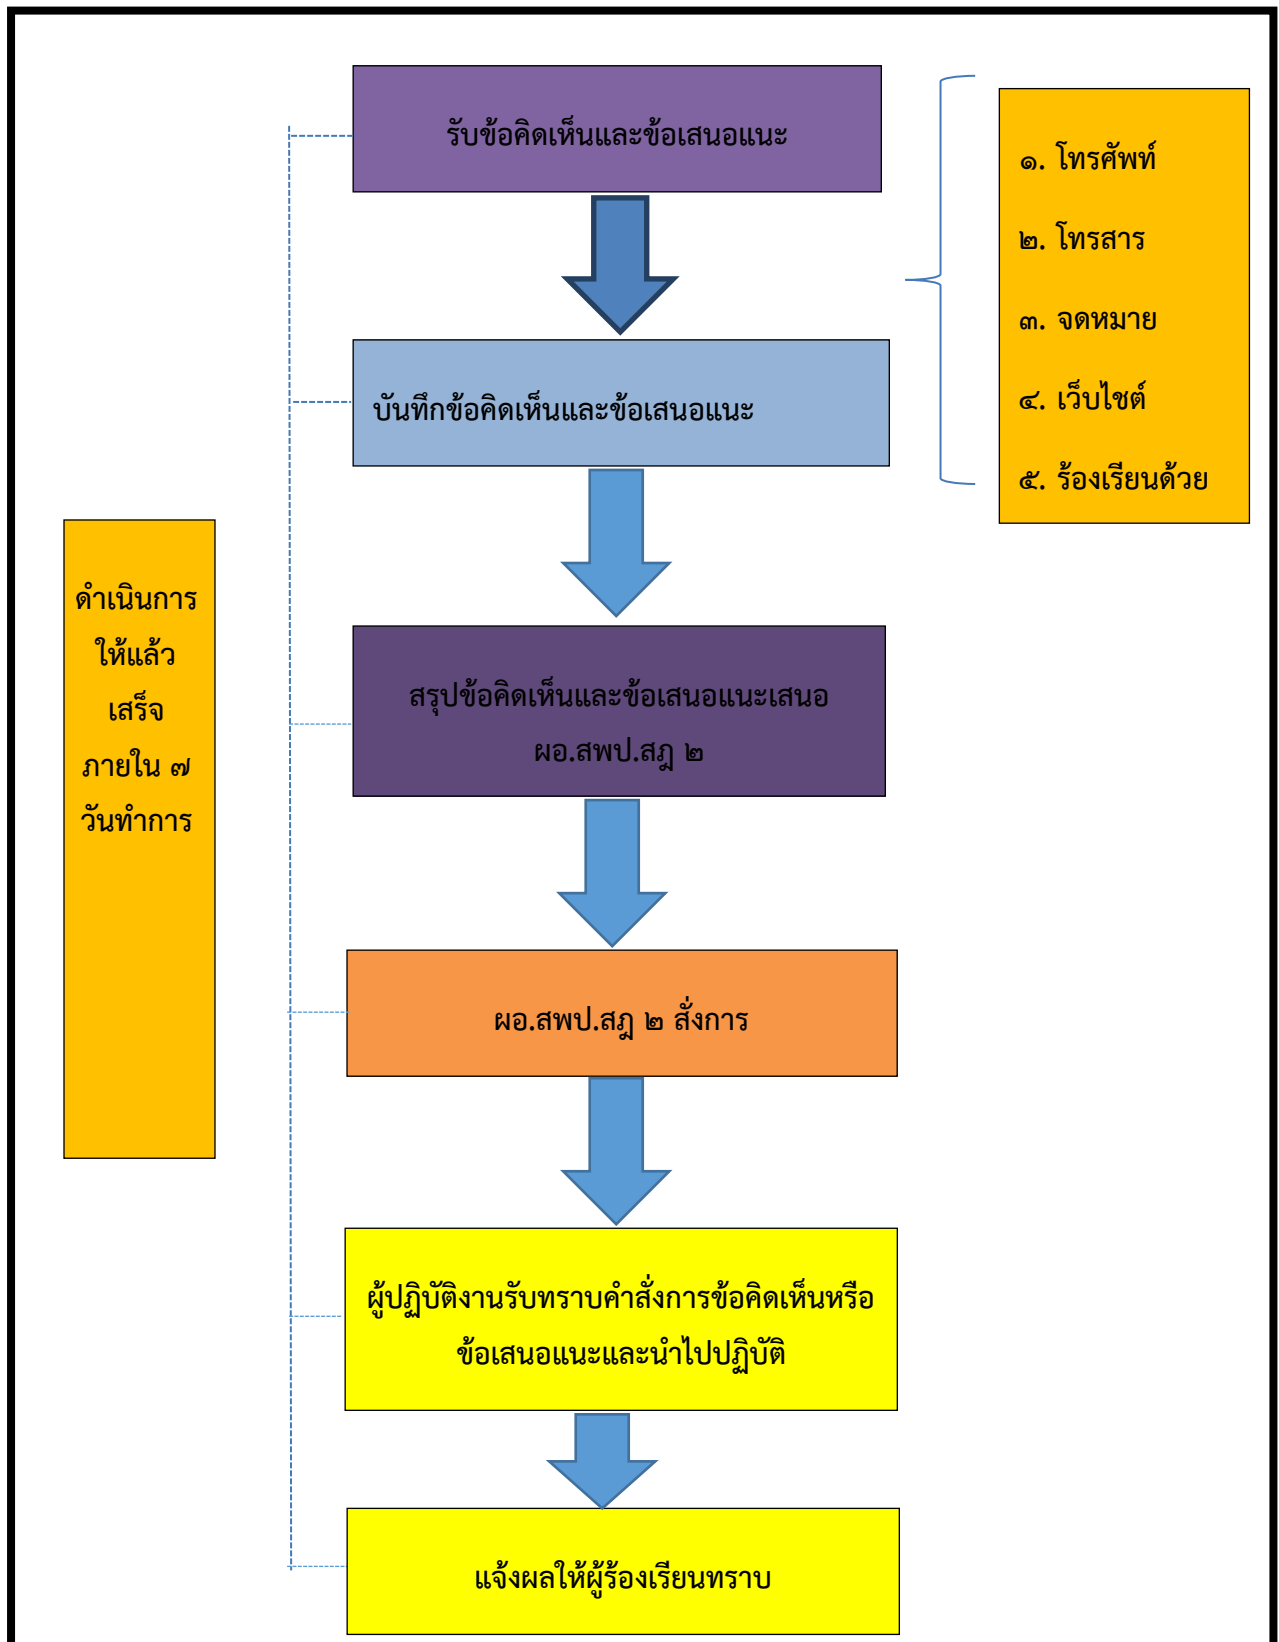 รับข้อคิดเห็นและข้อเสนอแนะ
๑. โทรศัพท์
๒. โทรสาร
๓. จดหมาย
๔. เว็บไชต์
๕. ร้องเรียนด้วย
บันทึกข้อคิดเห็นและข้อเสนอแนะ
ดำเนินการ
ให้แล้ว
เสร็จ
ภายใน ๗
วันทำการ
สรุปข้อคิดเห็นและข้อเสนอแนะเสนอ
ผอ.สพป.สฎ ๒
ผอ.สพป.สฎ ๒ สั่งการ
ผู้ปฏิบัติงานรับทราบคำสั่งการข้อคิดเห็นหรือ
ข้อเสนอแนะและนำไปปฏิบัติ
แจ้งผลให้ผู้ร้องเรียนทราบ